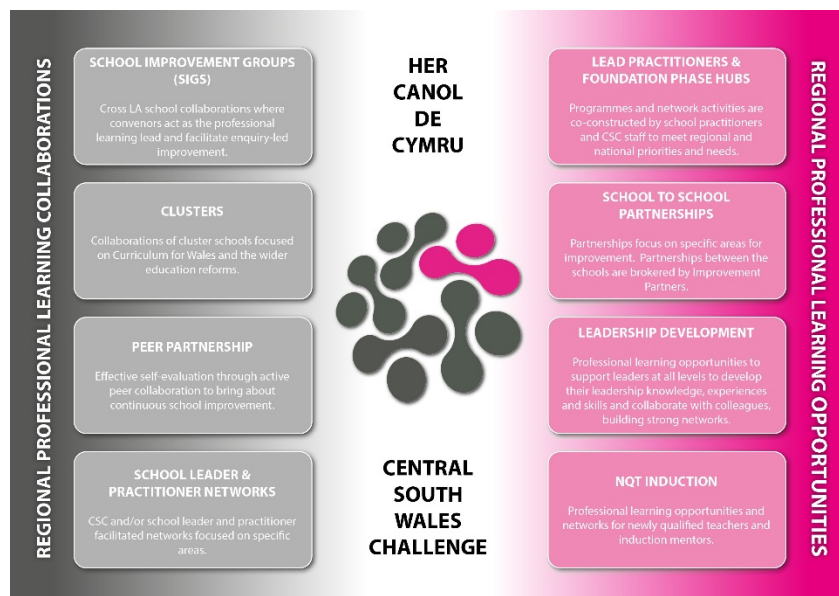 REGIONAL PROFESSIONAL LEARNING COLLABORATIONS
SCHOOL IMPROVEMENT GROUPS
(SIGS)
Cross LA school collaborations where
convenors act as the professional
learning lead and facilitate enquiry-led
improvement.
CLUSTERS
Collaborations of cluster schools focused
on Curriculum for Wales and the wider
education reforms.
PEER PARTNERSHIP
Effective self-evaluation through active
peer collaboration to bring about
continuous school improvement.
SCHOOL LEADER &
PRACTITIONER NETWORKS
CSC and/or school leader and practitioner
facilitated networks focused on specific
areas.
HER
CANOL
DE
CYMRU
CENTRAL
SOUTH
WALES
CHALLENGE
LEAD PRACTITIONERS &
FOUNDATION PHASE HUBS
Programmes and network activities are
co-constructed by school practitioners
and CSC staff to meet regional and
national priorities and needs.
SCHOOL TO SCHOOL
PARTNERSHIPS
Partnerships focus on specific areas for
improvement. Partnerships between the
schools are brokered by Improvement
Partners.
LEADERSHIP DEVELOPMENT
Professional learning opportunities to
support leaders at all levels to develop
their leadership knowledge, experiences
and skills and collaborate with colleagues,
building strong networks.
NQT INDUCTION
Professional learning opportunities and
networks for newly qualified teachers and
induction mentors.
REGIONAL PROFESSIONAL LEARNING OPPORTUNITIES